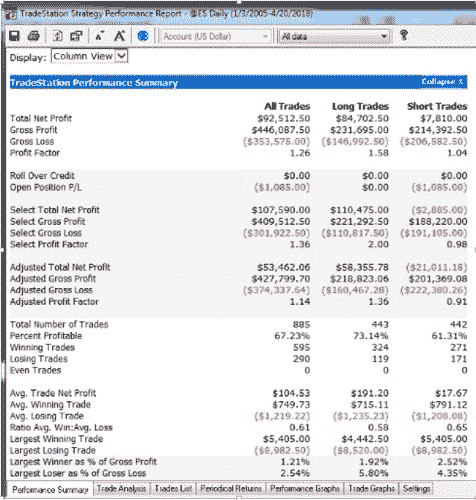 TradeStation Strategy Performance Report - @ES Daily (1/3/2005-4/20/2018)
Account (US Dollar) All data
Display: Column View
TradeStation Performance Summary Collapse
All Trades Long Trades Short Trades
Total Net Profit $92,512.50 $84,702.50 $7,810.00
Gross Profit $446,087.50 $231,695.00 $214,392.50
Gross Loss ($353,575.00) ($146,992.50) ($206,582.50)
Profit Factor 1.26 1.58 1.04
Roll Over Credit $0.00 $0.00 $0.00
Open Position P/L ($1,085.00) $0.00 ($1,085.00)
Select Total Net Profit $107,590.00 $110,475.00 ($2,885.00)
Select Gross Profit $409,512.50 $221,292.50 $188,220.00
Select Gross Loss ($301,922.50) ($110,817.50) ($191,105.00)
Select Profit Factor 1.36 2.00 0.98
Adjusted Total Net Profit $53,462.06 $58,355.78 ($21,011.18)
Adjusted Gross Profit $427,799.70 $218,823.06 $201,369.08
Adjusted Gross Loss ($374,337.64) ($160,467.28) ($222,380.26)
Adjusted Profit Factor 1.14 1.36 0.91
Total Number of Trades 885 443 442
Percent Profitable 67.23% 73.14% 61.31%
Winning Trades 595 324 271
Losing Trades 290 119 171
Even Trades 0 0 0
Avg. Trade Net Profit $104.53 $191.20 $17.67
Avg. Winning Trade $749.73 $715.11 $791.12
Avg. Losing Trade ($1,219.22) ($1,235.23) ($1,208.08)
Ratio Avg. Win:Avg. Loss 0.61 0.58 0.65
Largest Winning Trade $5,405.00 $4,442.50 $5,405.00
Largest Losing Trade ($8,982.50) ($8,520.00) ($8,982.50)
Largest Winner as % of Gross Profit 1.21% 1.92% 2.52%
Largest Loser as % of Gross Loss 2.54% 5.80% 4.35%
Performance Summary Trade Analysis Trades List Periodical Returns Performance Graphs Trade Graphs Settings